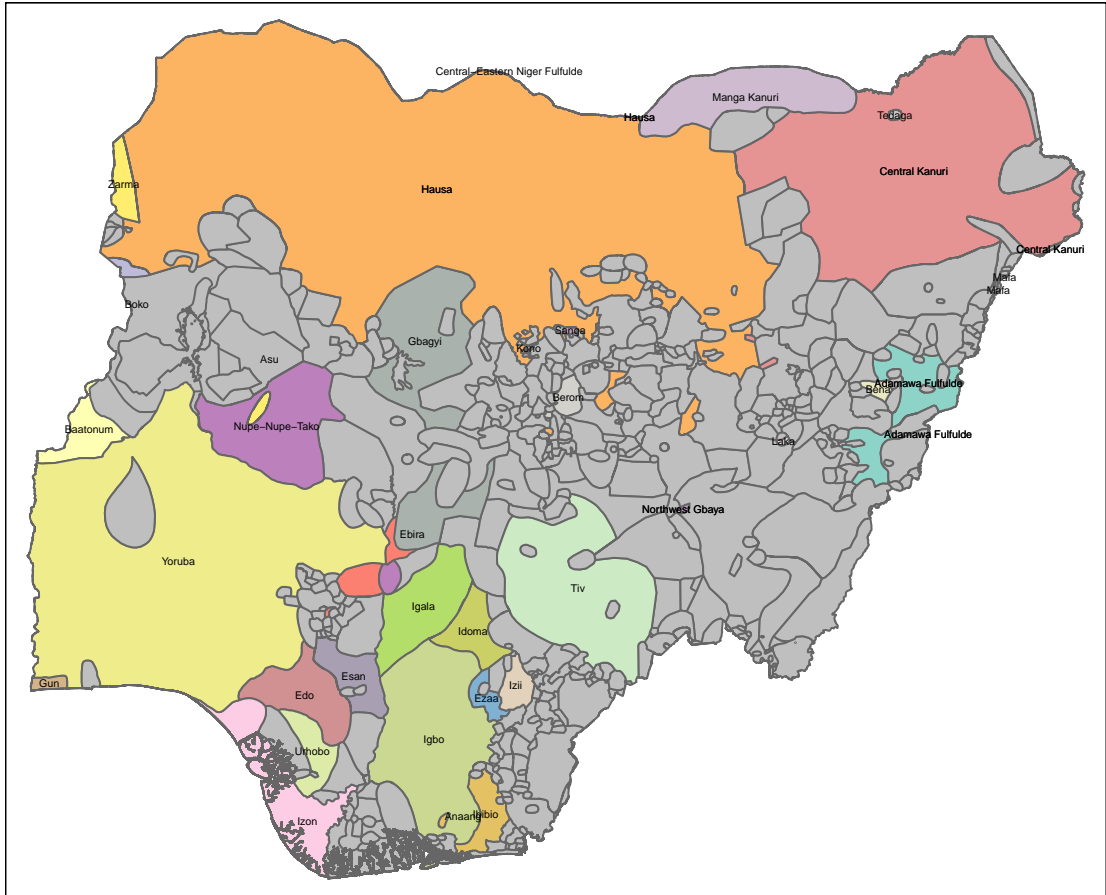 Central-Eastern Niger Fulfulde
Manga Kanuri
Hausa
Tedaga
Central Kanuri
Zarma
Hausa
Central Kanuri
Mafa
Mafa
Boko
Sanga
Gbagyi
Kono
Asu
Adamawa Fulfulde
Bena
Berom
Nupe-Nupe-Tako
Baatonum
Adamawa Fulfulde
Laka
Northwest Gbaya
Ebira
Yoruba
Tiv
Igala
Idoma
Esan
Gun
Izii
Edo
Ezaa
Igbo
Urhobo
Anaang
Ibibio
Izon